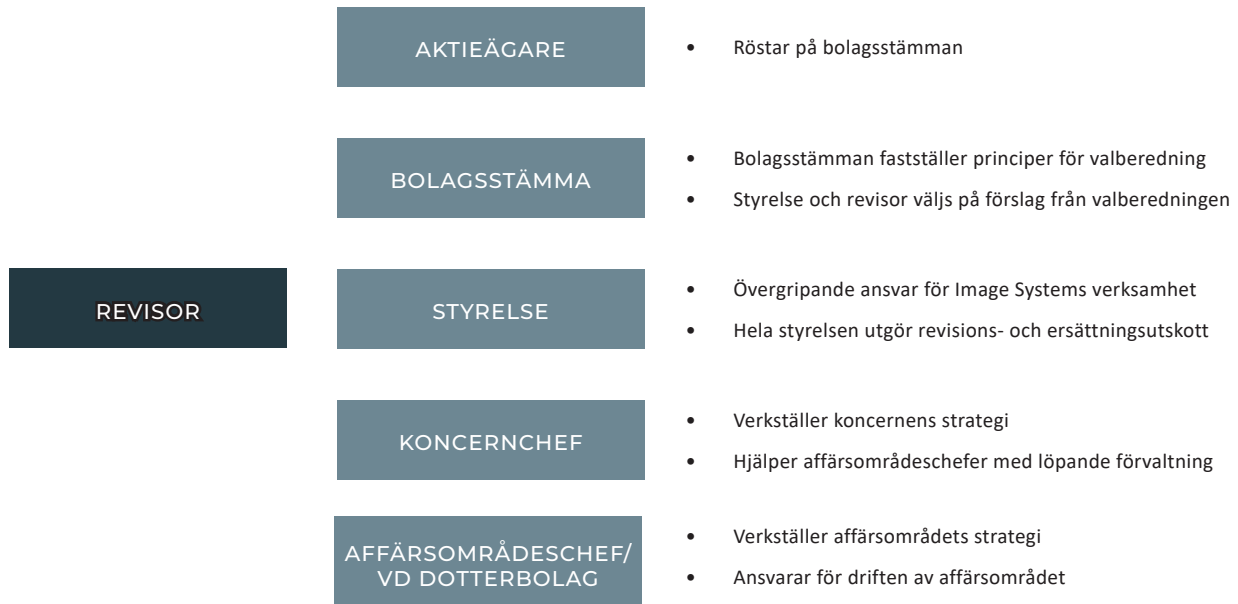 AKTIEÄGARE
• Röstar på bolagsstämman
BOLAGSSTÄMMA
• Bolagsstämman fastställer principer för valberedning
• Styrelse och revisor väljs på förslag från valberedningen
REVISOR
STYRELSE
• Övergripande ansvar för Image Systems verksamhet
• Hela styrelsen utgör revisions- och ersättningsutskott
KONCERNCHEF
• Verkställer koncernens strategi
• Hjälper affärsområdeschefer med löpande förvaltning
AFFÄRSOMRÅDESCHEF/
VD DOTTERBOLAG
• Verkställer affärsområdets strategi
• Ansvarar för driften av affärsområdet